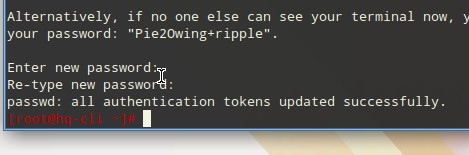 Alternatively, if no one else can see your terminal now, y
your password: "Pie2Owing+ripple".
Enter new password:
Re-type new password:
passwd: all authentication tokens updated successfully.
[root@hq-cli ~]#